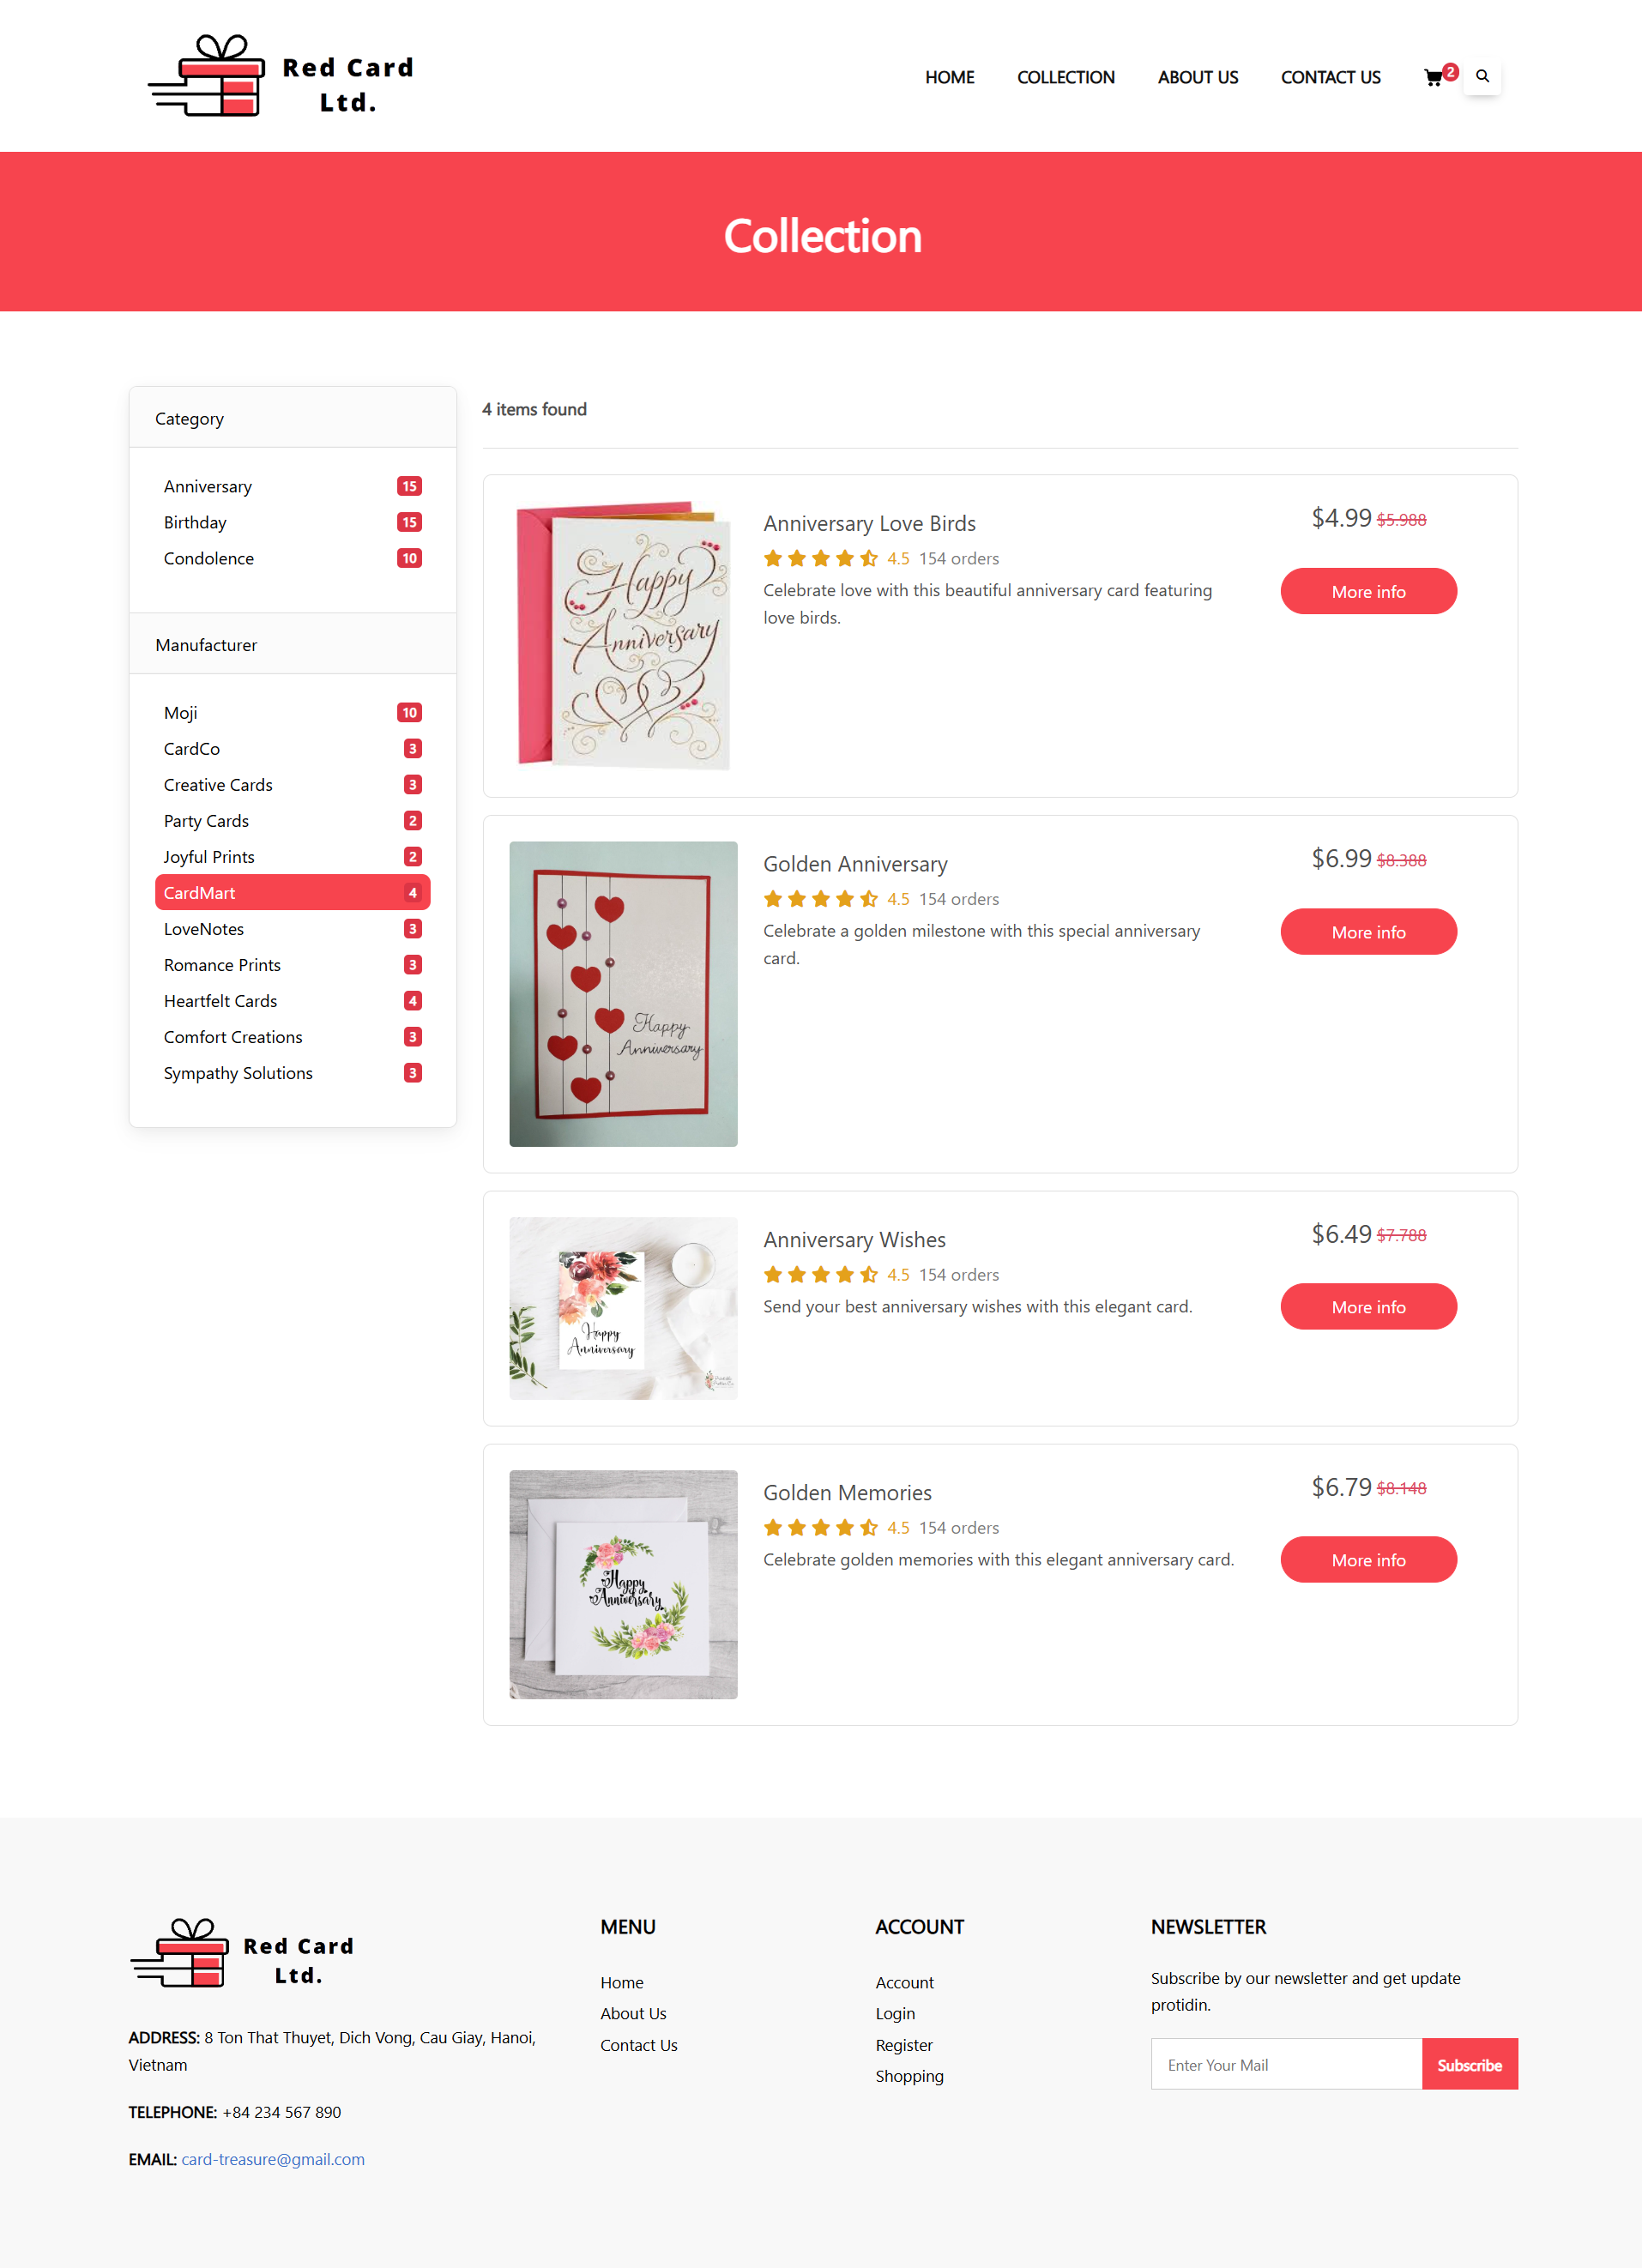 Red Card
Ltd.
HOME
COLLECTION
ABOUT US
CONTACT US
2
Collection
Category
Anniversary 15
Birthday 15
Condolence 10
Manufacturer
Moji 10
CardCo 3
Creative Cards 3
Party Cards 2
Joyful Prints 2
CardMart 4
LoveNotes 3
Romance Prints 3
Heartfelt Cards 4
Comfort Creations 3
Sympathy Solutions 3
4 items found
Happy
Anniversary
Anniversary Love Birds
4.5 154 orders
Celebrate love with this beautiful anniversary card featuring
love birds.
$4.99 $5.988
More info
Happy
Anniversary
Golden Anniversary
4.5 154 orders
Celebrate a golden milestone with this special anniversary
card.
$6.99 $8.388
More info
Happy
Anniversary
Anniversary Wishes
4.5 154 orders
Send your best anniversary wishes with this elegant card.
$6.49 $7.788
More info
Happy
Anniversary
Golden Memories
4.5 154 orders
Celebrate golden memories with this elegant anniversary card.
$6.79 $8.148
More info
Red Card
Ltd.
ADDRESS: 8 Ton That Thuyet, Dich Vong, Cau Giay, Hanoi,
Vietnam
TELEPHONE: +84 234 567 890
EMAIL: card-treasure@gmail.com
MENU
Home
About Us
Contact Us
ACCOUNT
Account
Login
Register
Shopping
NEWSLETTER
Subscribe by our newsletter and get update
protidin.
Enter Your Mail
Subscribe